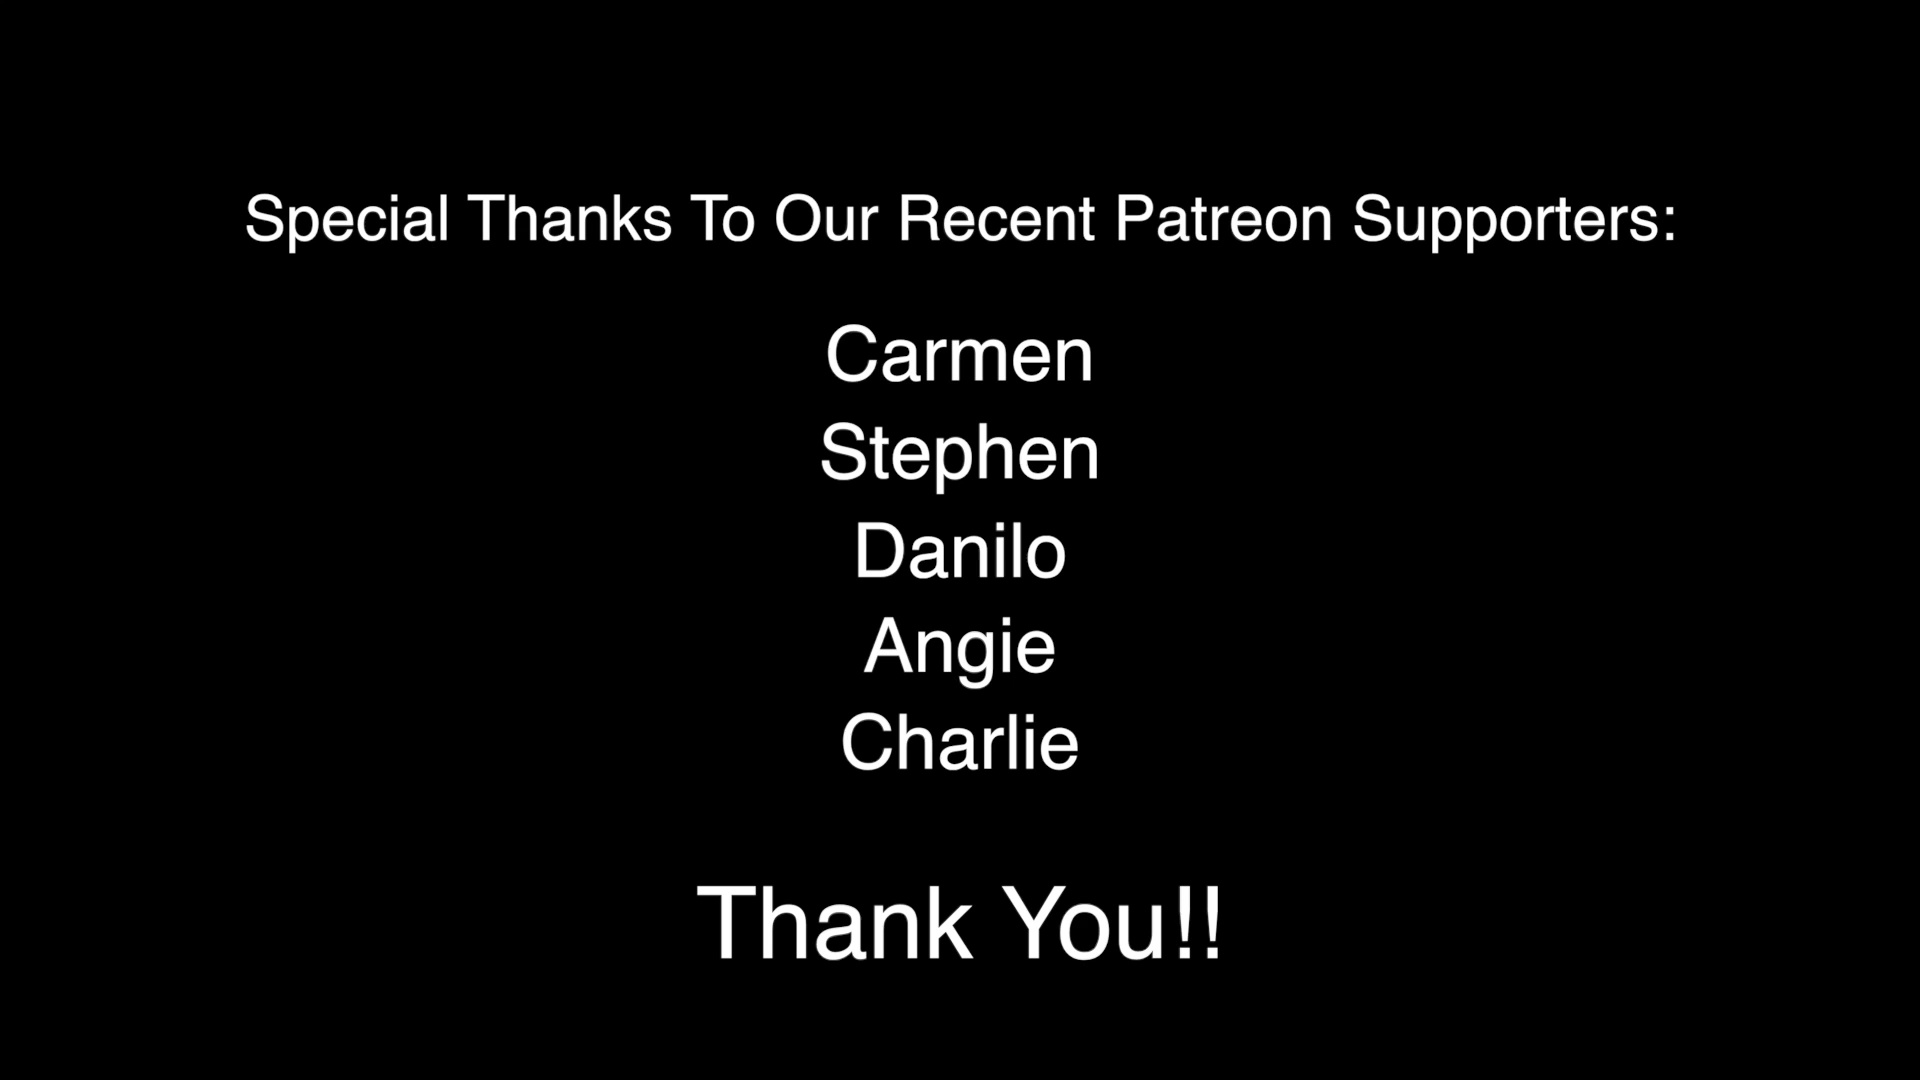 Special Thanks To Our Recent Patreon Supporters:
Carmen
Stephen
Danilo
Angie
Charlie
Thank You!!